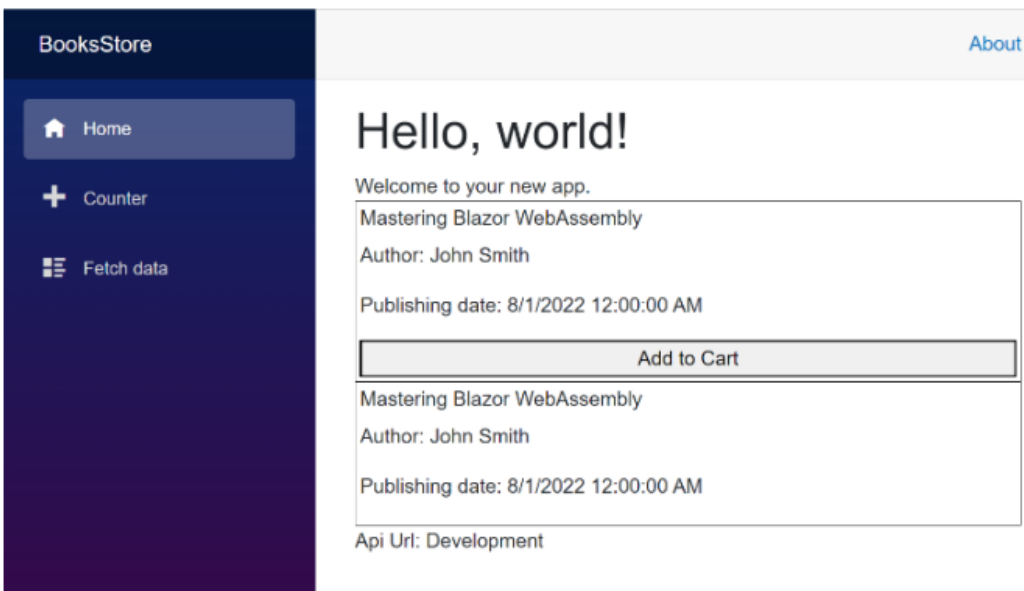 BooksStore
About
Home
Counter
Fetch data
Hello, world!
Welcome to your new app.
Mastering Blazor WebAssembly
Author: John Smith
Publishing date: 8/1/2022 12:00:00 AM
Add to Cart
Mastering Blazor WebAssembly
Author: John Smith
Publishing date: 8/1/2022 12:00:00 AM
Api Url: Development